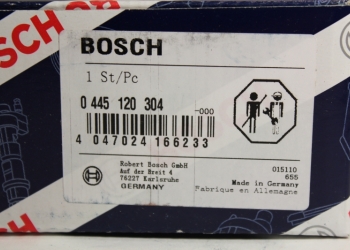 BOSCH
BOSCH
1 St/Pc
0 445 120 304 -000
4 047024 166233
Robert Bosch GmbH
Auf der Breit 4
76227 Karlsruhe
GERMANY
015110
655
Made in Germany
Fabrique en Allemagne